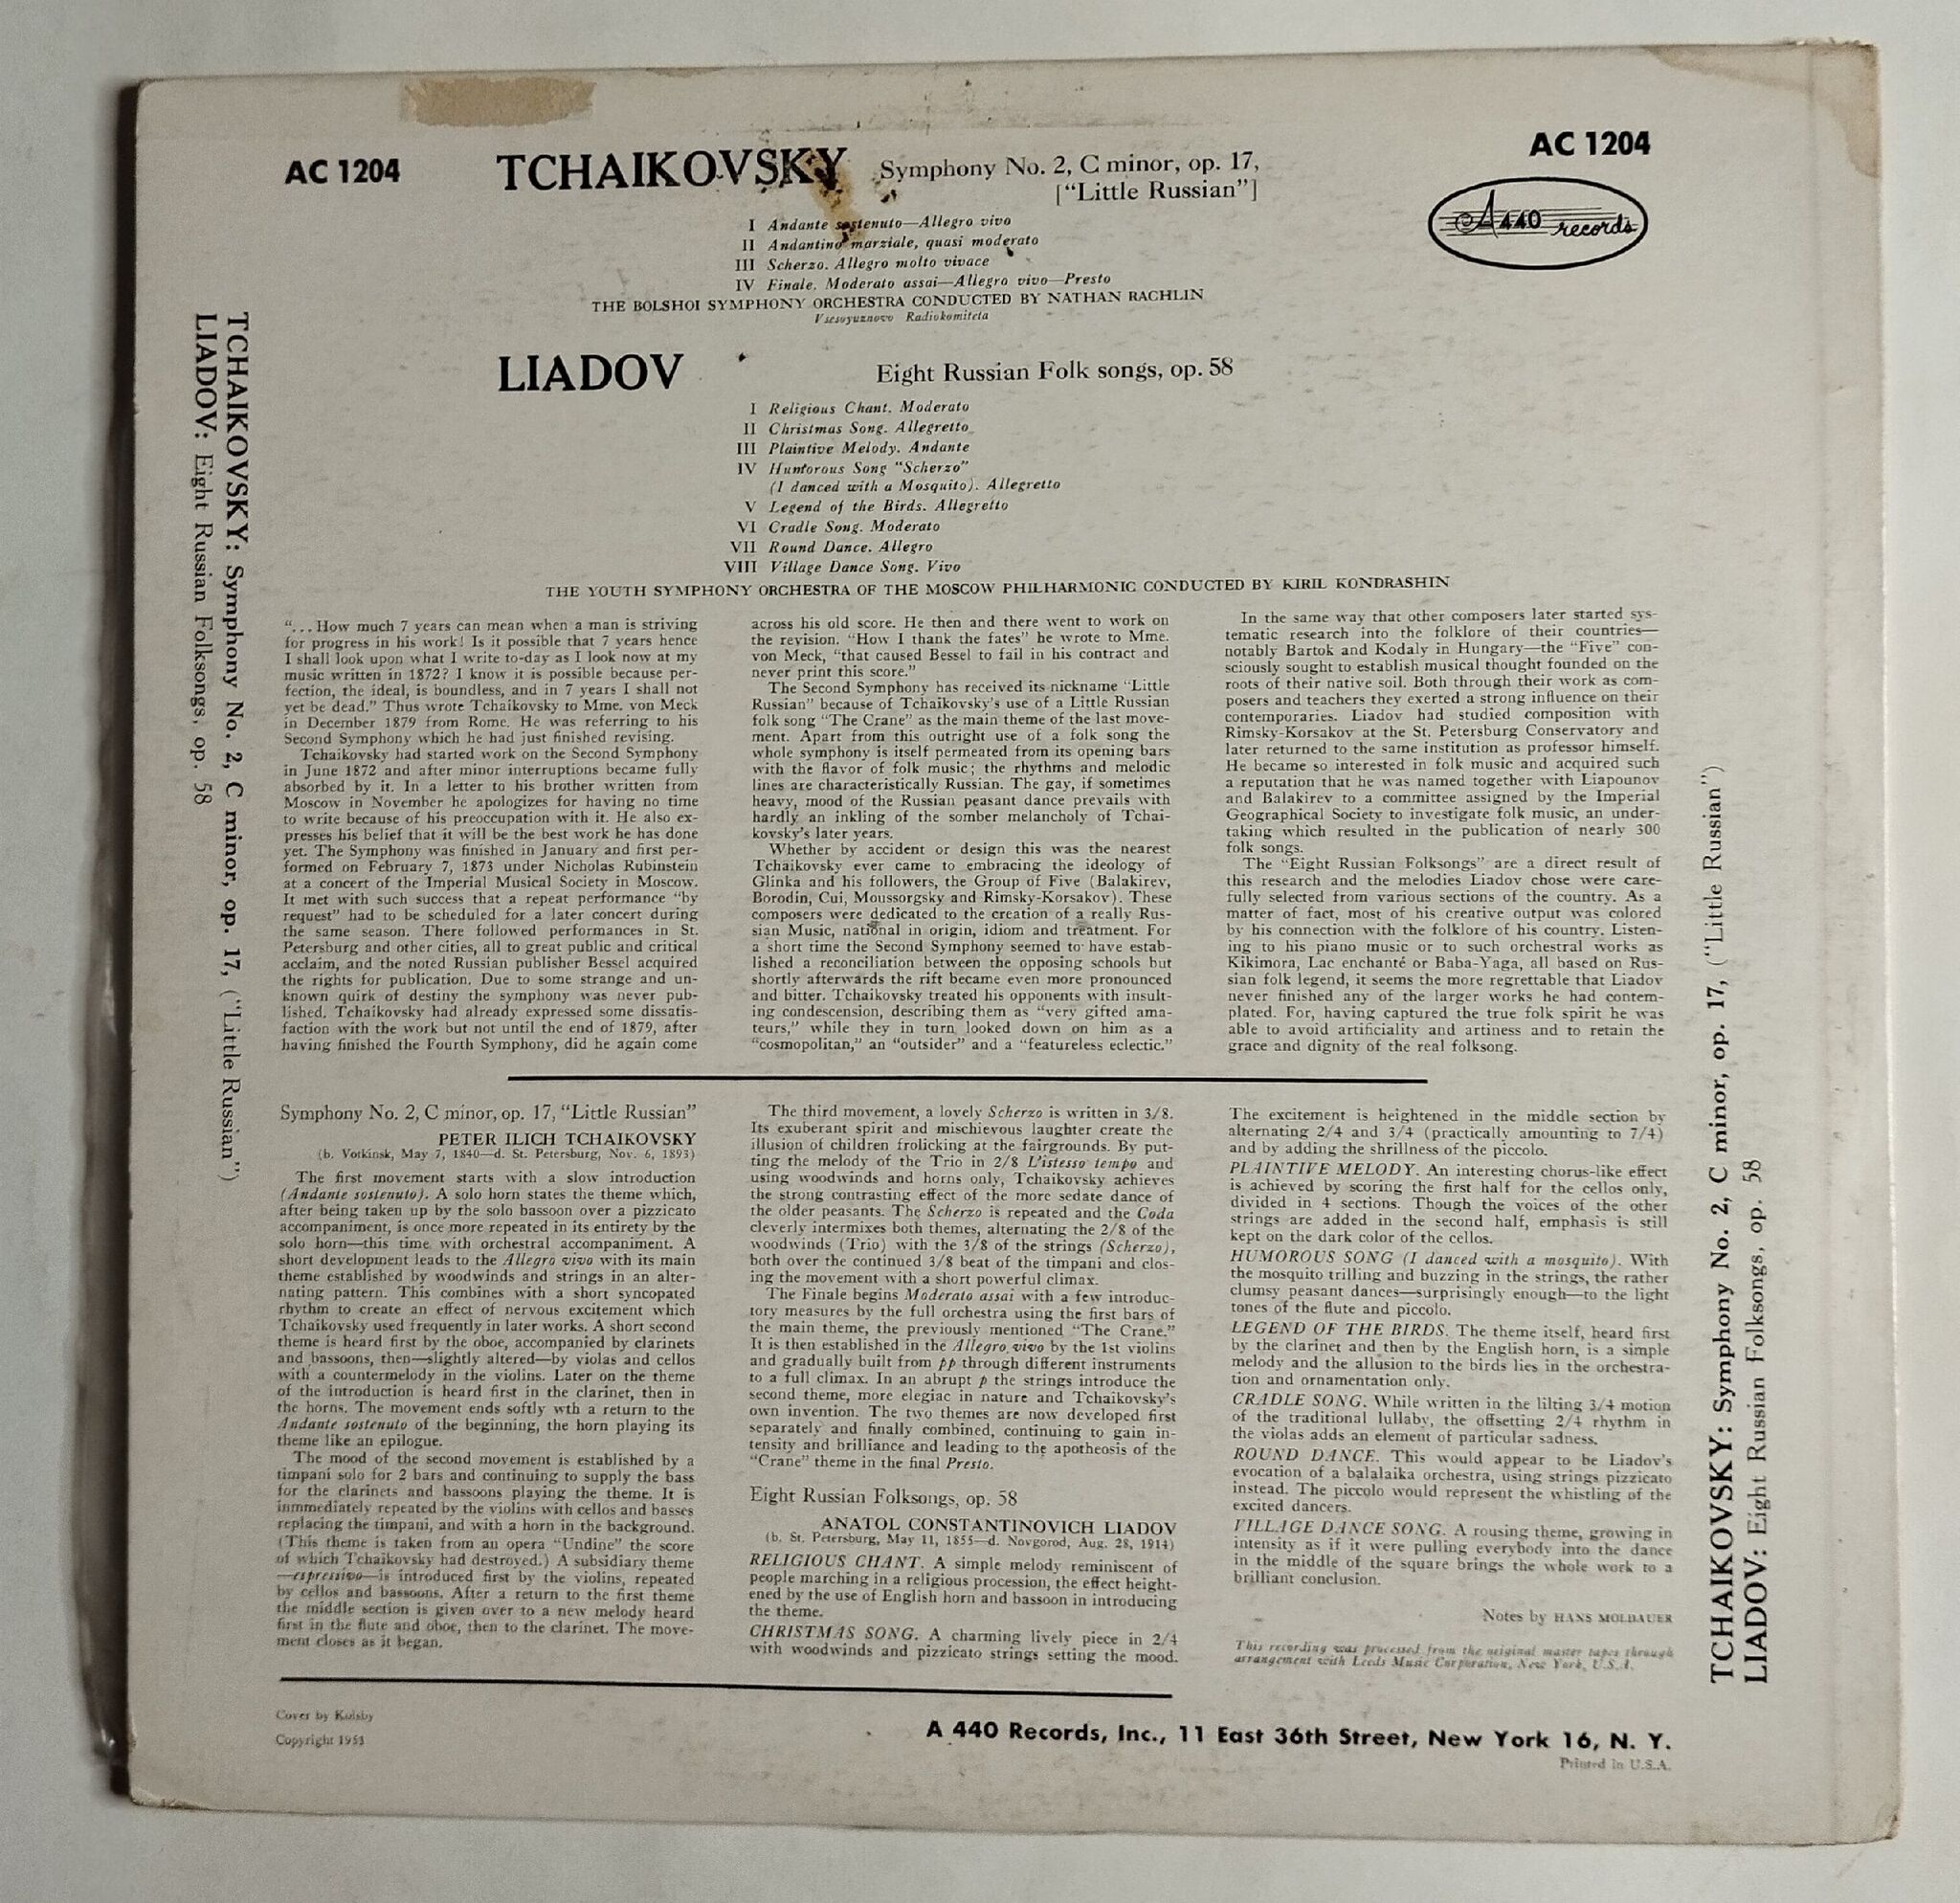 AC 1204
TCHAIKOVSKY Symphony No. 2, C minor, op. 17,
["Little Russian"]
I Andante sostenuto—Allegro vivo
II Andantino marziale, quasi moderato
III Scherzo. Allegro molto vivace
IV Finale. Moderato assai—Allegro vivo—Presto
THE BOLSHOI SYMPHONY ORCHESTRA CONDUCTED BY NATHAN RACHLIN
Vsesoyuznovo Radiokomiteta
AC 1204
A 440 records
LIADOV Eight Russian Folk songs, op. 58
I Religious Chant. Moderato
II Christmas Song. Allegretto
III Plaintive Melody. Andante
IV Humorous Song "Scherzo"
(I danced with a Mosquito). Allegretto
V Legend of the Birds. Allegretto
VI Cradle Song. Moderato
VII Round Dance. Allegro
VIII Village Dance Song. Vivo
THE YOUTH SYMPHONY ORCHESTRA OF THE MOSCOW PHILHARMONIC CONDUCTED BY KIRIL KONDRASHIN
"...How much 7 years can mean when a man is striving
for progress in his work! Is it possible that 7 years hence
I shall look upon what I write to-day as I look now at my
music written in 1872? I know it is possible because per-
fection, the ideal, is boundless, and in 7 years I shall not
yet be dead." Thus wrote Tchaikovsky to Mme. von Meck
in December 1879 from Rome. He was referring to his
Second Symphony which he had just finished revising.
Tchaikovsky had started work on the Second Symphony
in June 1872 and after minor interruptions became fully
absorbed by it. In a letter to his brother written from
Moscow in November he apologizes for having no time
to write because of his preoccupation with it. He also ex-
presses his belief that it will be the best work he has done
yet. The Symphony was finished in January and first per-
formed on February 7, 1873 under Nicholas Rubinstein
at a concert of the Imperial Musical Society in Moscow.
It met with such success that a repeat performance "by
request" had to be scheduled for a later concert during
the same season. There followed performances in St.
Petersburg and other cities, all to great public and critical
acclaim, and the noted Russian publisher Bessel acquired
the rights for publication. Due to some strange and un-
known quirk of destiny the symphony was never pub-
lished. Tchaikovsky had already expressed some dissatis-
faction with the work but not until the end of 1879, after
having finished the Fourth Symphony, did he again come
across his old score. He then and there went to work on
the revision. "How I thank the fates" he wrote to Mme.
von Meck, "that caused Bessel to fail in his contract and
never print this score."
The Second Symphony has received its nickname "Little
Russian" because of Tchaikovsky's use of a Little Russian
folk song "The Crane" as the main theme of the last move-
ment. Apart from this outright use of a folk song the
whole symphony is itself permeated from its opening bars
with the flavor of folk music; the rhythms and melodic
lines are characteristically Russian. The gay, if sometimes
heavy, mood of the Russian peasant dance prevails with
hardly an inkling of the somber melancholy of Tchai-
kovsky's later years.
Whether by accident or design this was the nearest
Tchaikovsky ever came to embracing the ideology of
Glinka and his followers, the Group of Five (Balakirev,
Borodin, Cui, Moussorgsky and Rimsky-Korsakov). These
composers were dedicated to the creation of a really Rus-
sian Music, national in origin, idiom and treatment. For
a short time the Second Symphony seemed to have estab-
lished a reconciliation between the opposing schools but
shortly afterwards the rift became even more pronounced
and bitter. Tchaikovsky treated his opponents with insult-
ing condescension, describing them as "very gifted ama-
teurs," while they in turn looked down on him as a
"cosmopolitan," an "outsider" and a "featureless eclectic."
In the same way that other composers later started sys-
tematic research into the folklore of their countries—
notably Bartok and Kodaly in Hungary—the "Five" con-
sciously sought to establish musical thought founded on the
roots of their native soil. Both through their work as com-
posers and teachers they exerted a strong influence on their
contemporaries. Liadov had studied composition with
Rimsky-Korsakov at the St. Petersburg Conservatory and
later returned to the same institution as professor himself.
He became so interested in folk music and acquired such
a reputation that he was named together with Liapounov
and Balakirev to a committee assigned by the Imperial
Geographical Society to investigate folk music, an under-
taking which resulted in the publication of nearly 300
folk songs.
The "Eight Russian Folksongs" are a direct result of
this research and the melodies Liadov chose were care-
fully selected from various sections of the country. As a
matter of fact, most of his creative output was colored
by his connection with the folklore of his country. Listen-
ing to his piano music or to such orchestral works as
Kikimora, Lac enchanté or Baba-Yaga, all based on Rus-
sian folk legend, it seems the more regrettable that Liadov
never finished any of the larger works he had contem-
plated. For, having captured the true folk spirit he was
able to avoid artificiality and artiness and to retain the
grace and dignity of the real folksong.
Symphony No. 2, C minor, op. 17, "Little Russian"
PETER ILICH TCHAIKOVSKY
(b. Votkinsk, May 7, 1840—d. St. Petersburg, Nov. 6, 1893)
The first movement starts with a slow introduction
(Andante sostenuto). A solo horn states the theme which,
after being taken up by the solo bassoon over a pizzicato
accompaniment, is once more repeated in its entirety by the
solo horn—this time with orchestral accompaniment. A
short development leads to the Allegro vivo with its main
theme established by woodwinds and strings in an alter-
nating pattern. This combines with a short syncopated
rhythm to create an effect of nervous excitement which
Tchaikovsky used frequently in later works. A short second
theme is heard first by the oboe, accompanied by clarinets
and bassoons, then—slightly altered—by violas and cellos
with a countermelody in the violins. Later on the theme
of the introduction is heard first in the clarinet, then in
the horns. The movement ends softly wth a return to the
Andante sostenuto of the beginning, the horn playing its
theme like an epilogue.
The mood of the second movement is established by a
timpani solo for 2 bars and continuing to supply the bass
for the clarinets and bassoons playing the theme. It is
inmmediately repeated by the violins with cellos and basses
replacing the timpani, and with a horn in the background.
(This theme is taken from an opera "Undine" the score
of which Tchaikovsky had destroyed.) A subsidiary theme
—espressivo—is introduced first by the violins, repeated
by cellos and bassoons. After a return to the first theme
the middle section is given over to a new melody heard
first in the flute and oboe, then to the clarinet. The move-
ment closes as it began.
The third movement, a lovely Scherzo is written in 3/8.
Its exuberant spirit and mischievous laughter create the
illusion of children frolicking at the fairgrounds. By put-
ting the melody of the Trio in 2/8 L'istesso tempo and
using woodwinds and horns only, Tchaikovsky achieves
the strong contrasting effect of the more sedate dance of
the older peasants. The Scherzo is repeated and the Coda
cleverly intermixes both themes, alternating the 2/8 of the
woodwinds (Trio) with the 3/8 of the strings (Scherzo),
both over the continued 3/8 beat of the timpani and clos-
ing the movement with a short powerful climax.
The Finale begins Moderato assai with a few introduc-
tory measures by the full orchestra using the first bars of
the main theme, the previously mentioned "The Crane."
It is then established in the Allegro vivo by the 1st violins
and gradually built from pp through different instruments
to a full climax. In an abrupt p the strings introduce the
second theme, more elegiac in nature and Tchaikovsky's
own invention. The two themes are now developed first
separately and finally combined, continuing to gain in-
tensity and brilliance and leading to the apotheosis of the
"Crane" theme in the final Presto.
Eight Russian Folksongs, op. 58
ANATOL CONSTANTINOVICH LIADOV
(b. St. Petersburg, May 11, 1855—d. Novgorod, Aug. 28, 1914)
RELIGIOUS CHANT. A simple melody reminiscent of
people marching in a religious procession, the effect height-
ened by the use of English horn and bassoon in introducing
the theme.
CHRISTMAS SONG. A charming lively piece in 2/4
with woodwinds and pizzicato strings setting the mood.
The excitement is heightened in the middle section by
alternating 2/4 and 3/4 (practically amounting to 7/4)
and by adding the shrillness of the piccolo.
PLAINTIVE MELODY. An interesting chorus-like effect
is achieved by scoring the first half for the cellos only,
divided in 4 sections. Though the voices of the other
strings are added in the second half, emphasis is still
kept on the dark color of the cellos.
HUMOROUS SONG (I danced with a mosquito). With
the mosquito trilling and buzzing in the strings, the rather
clumsy peasant dances—surprisingly enough—to the light
tones of the flute and piccolo.
LEGEND OF THE BIRDS. The theme itself, heard first
by the clarinet and then by the English horn, is a simple
melody and the allusion to the birds lies in the orchestra-
tion and ornamentation only.
CRADLE SONG. While written in the lilting 3/4 motion
of the traditional lullaby, the offsetting 2/4 rhythm in
the violas adds an element of particular sadness.
ROUND DANCE. This would appear to be Liadov's
evocation of a balalaika orchestra, using strings pizzicato
instead. The piccolo would represent the whistling of the
excited dancers.
VILLAGE DANCE SONG. A rousing theme, growing in
intensity as if it were pulling everybody into the dance
in the middle of the square brings the whole work to a
brilliant conclusion.
Notes by HANS MOLDAUER
This recording was processed from the original master tapes through
arrangement with Leeds Music Corporation, New York, U.S.A.
Cover by Kolsby
Copyright 1953
A 440 Records, Inc., 11 East 36th Street, New York 16, N. Y.
Printed in U.S.A.
TCHAIKOVSKY: Symphony No. 2, C minor, op. 17, ("Little Russian")
LIADOV: Eight Russian Folksongs, op. 58
TCHAIKOVSKY: Symphony No. 2, C minor, op. 17, ("Little Russian")
LIADOV: Eight Russian Folksongs, op. 58